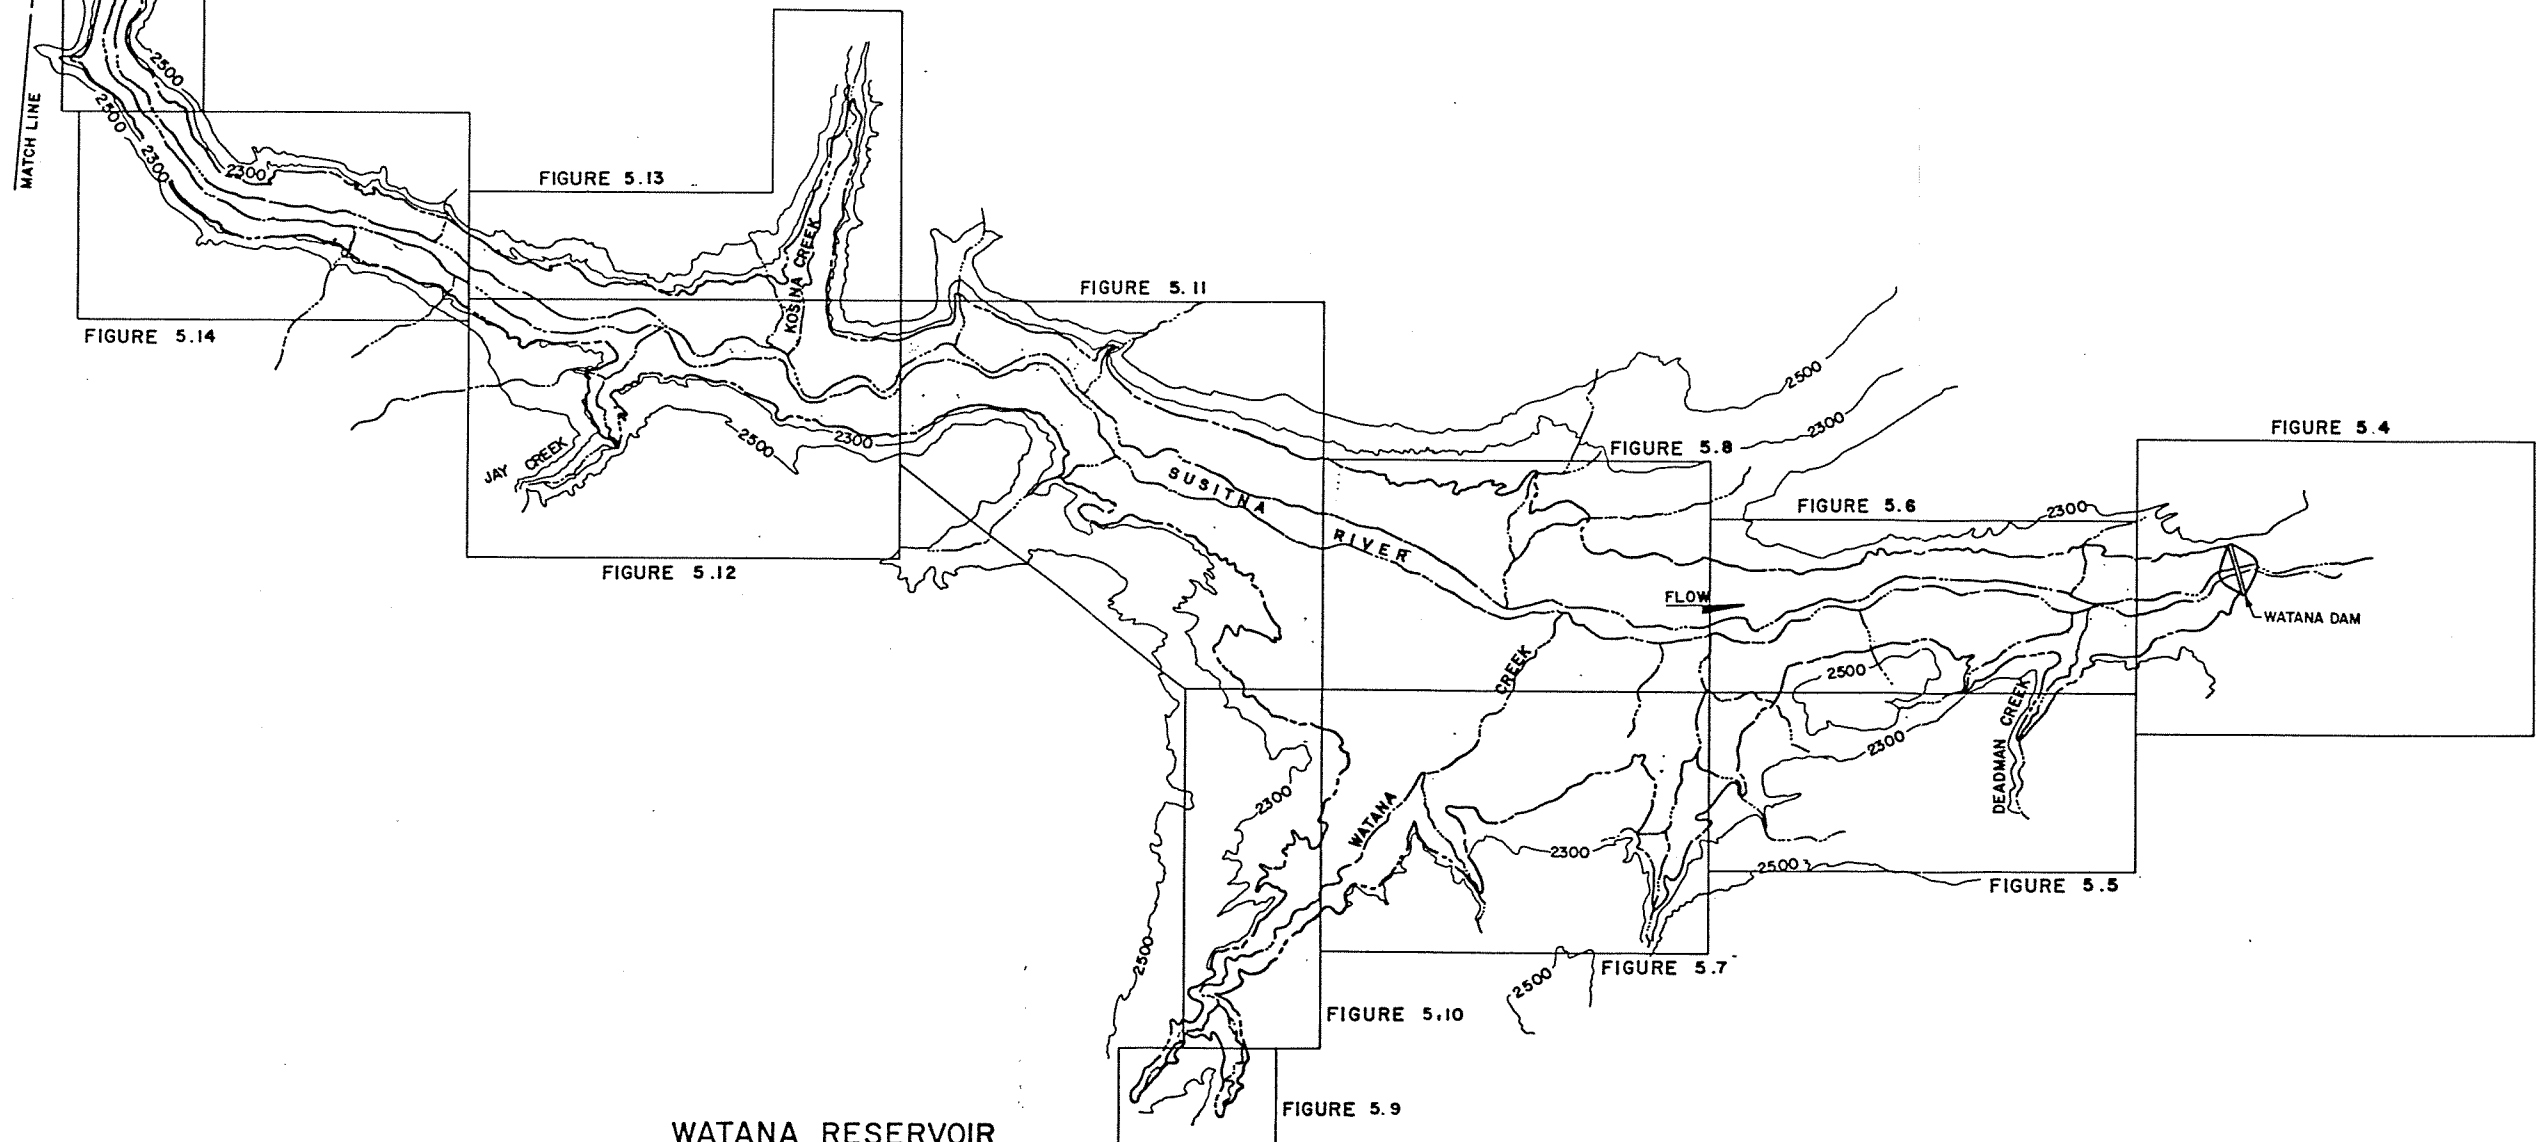 MATCH LINE
2500
2500
2300
2300
FIGURE 5.13
KOSINA CREEK
FIGURE 5.11
FIGURE 5.14
2500
2300
FIGURE 5.4
JAY CREEK
2500
2300
FIGURE 5.8
SUSITNA RIVER
FIGURE 5.6
2300
FIGURE 5.12
FLOW
WATANA DAM
2500
2300
DEADMAN CREEK
WATANA CREEK
2300
2300
2500
FIGURE 5.5
2500
FIGURE 5.7
2500
FIGURE 5.10
FIGURE 5.9
WATANA RESERVOIR